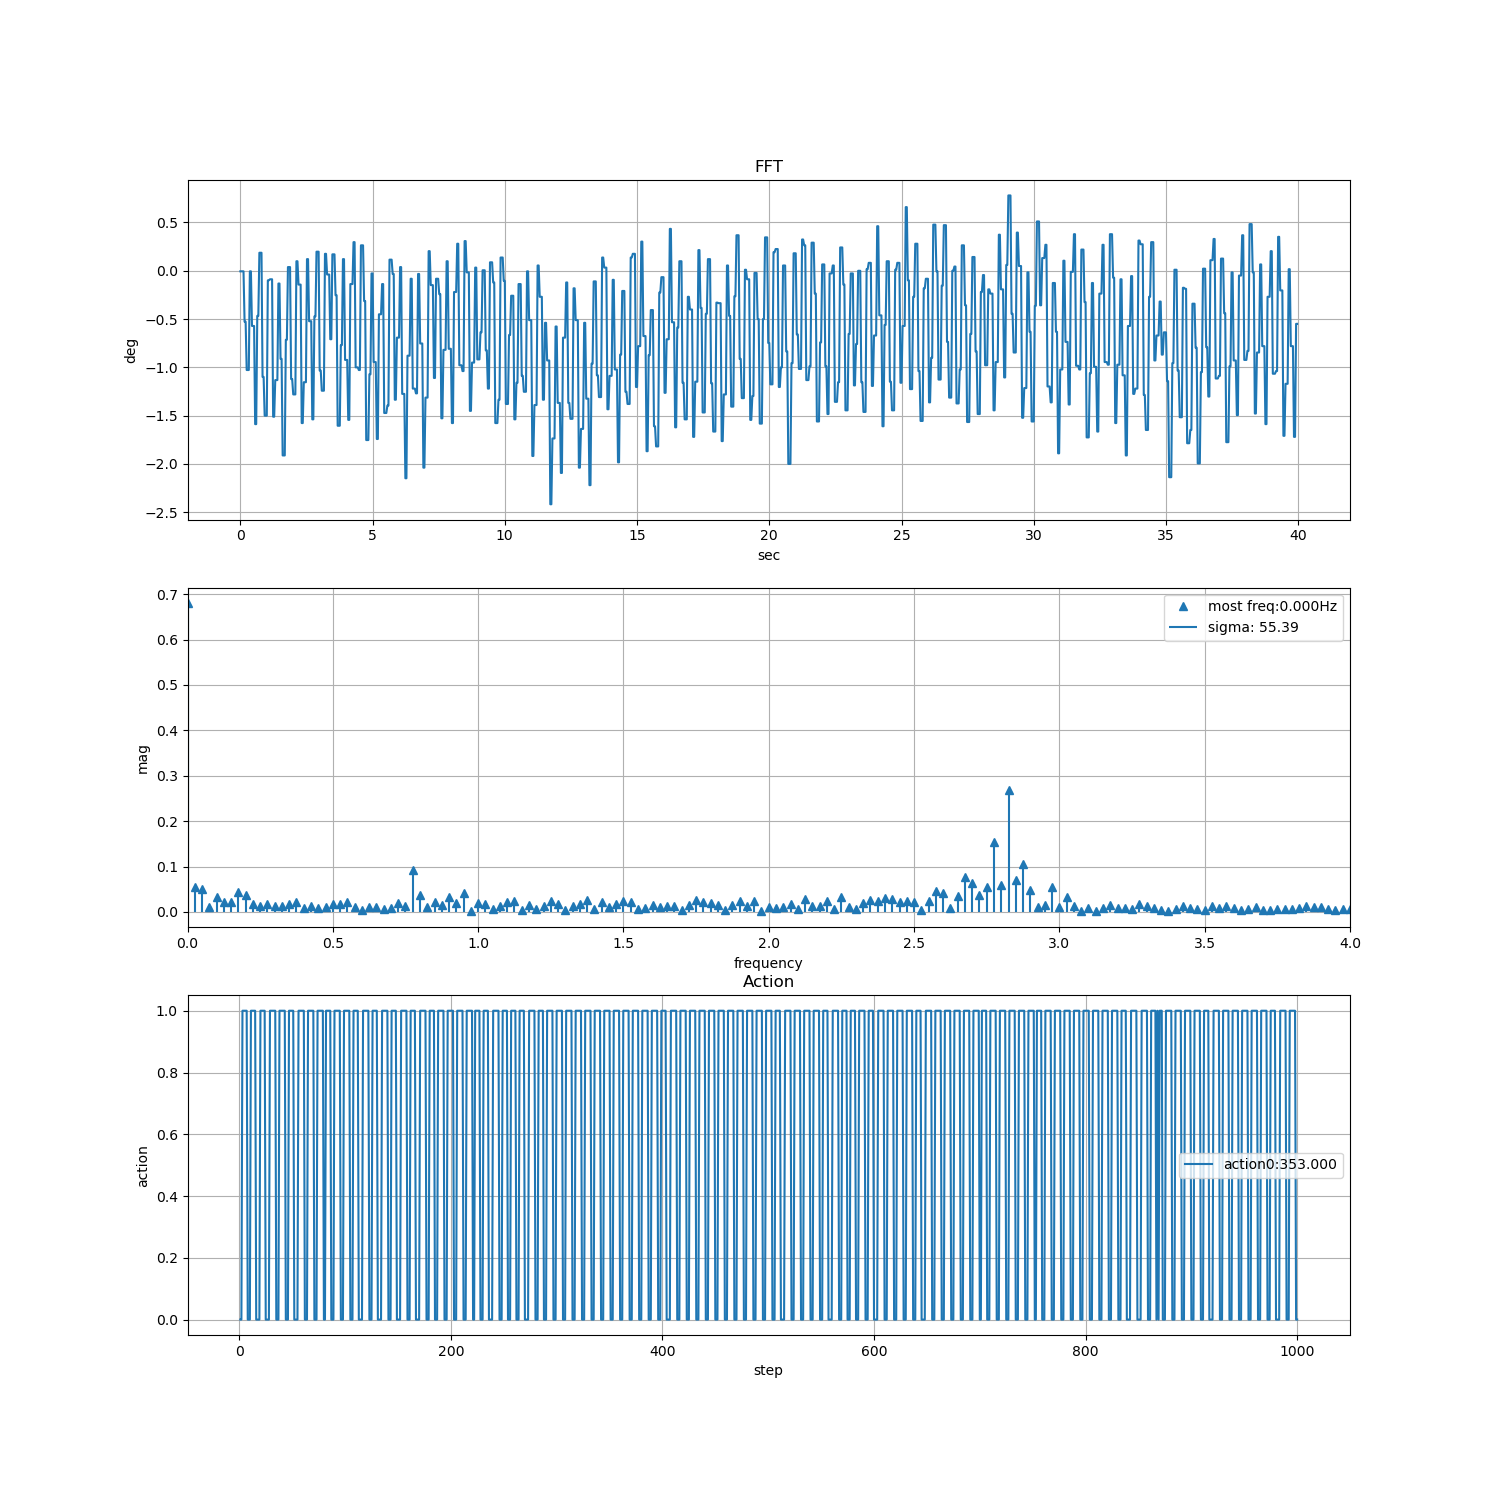 FFT
0.5
0.0
−0.5
−1.0
−1.5
−2.0
−2.5
deg
0 5 10 15 20 25 30 35 40
sec
0.7
0.6
0.5
0.4
0.3
0.2
0.1
0.0
mag
most freq:0.000Hz
sigma: 55.39
0.0 0.5 1.0 1.5 2.0 2.5 3.0 3.5 4.0
frequency
Action
1.0
0.8
0.6
0.4
0.2
0.0
action
action0:353.000
0 200 400 600 800 1000
step